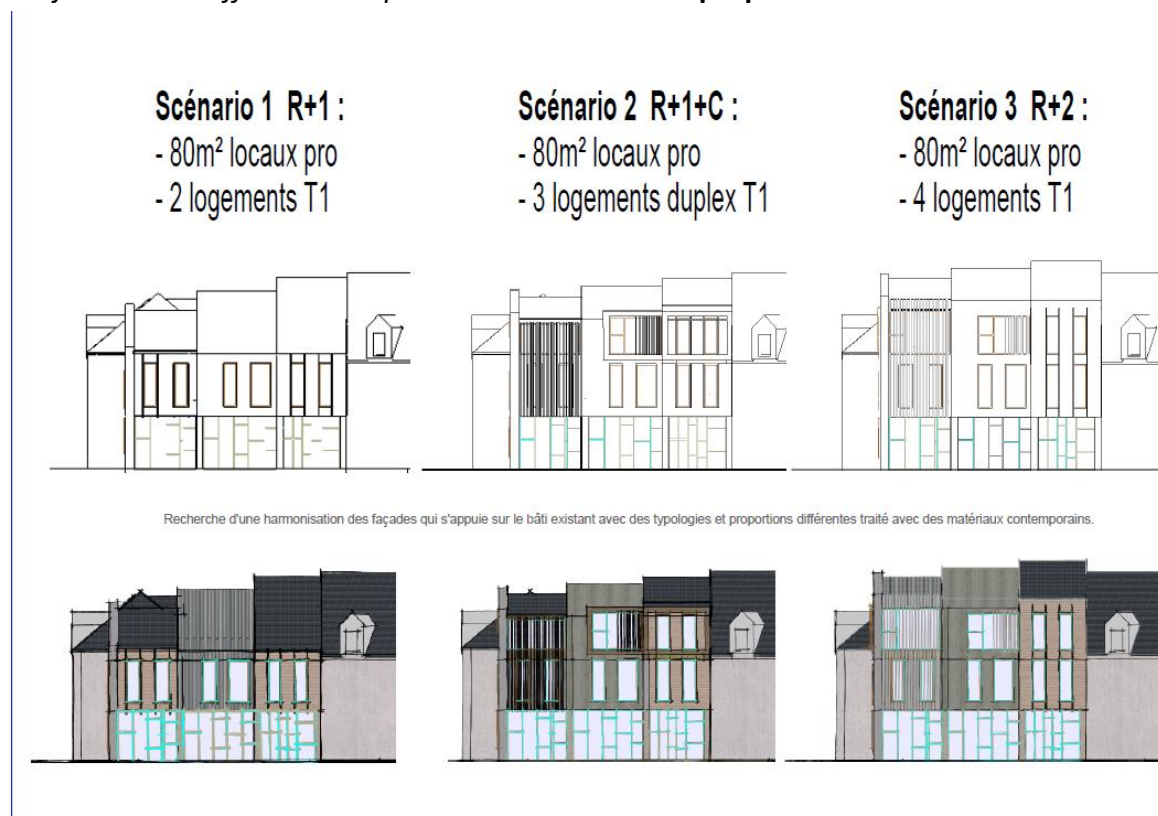 Scénario 1 R+1 :
- 80m² locaux pro
- 2 logements T1
Scénario 2 R+1+C :
- 80m² locaux pro
- 3 logements duplex T1
Scénario 3 R+2 :
- 80m² locaux pro
- 4 logements T1
Recherche d'une harmonisation des façades qui s'appuie sur le bâti existant avec des typologies et proportions différentes traité avec des matériaux contemporains.